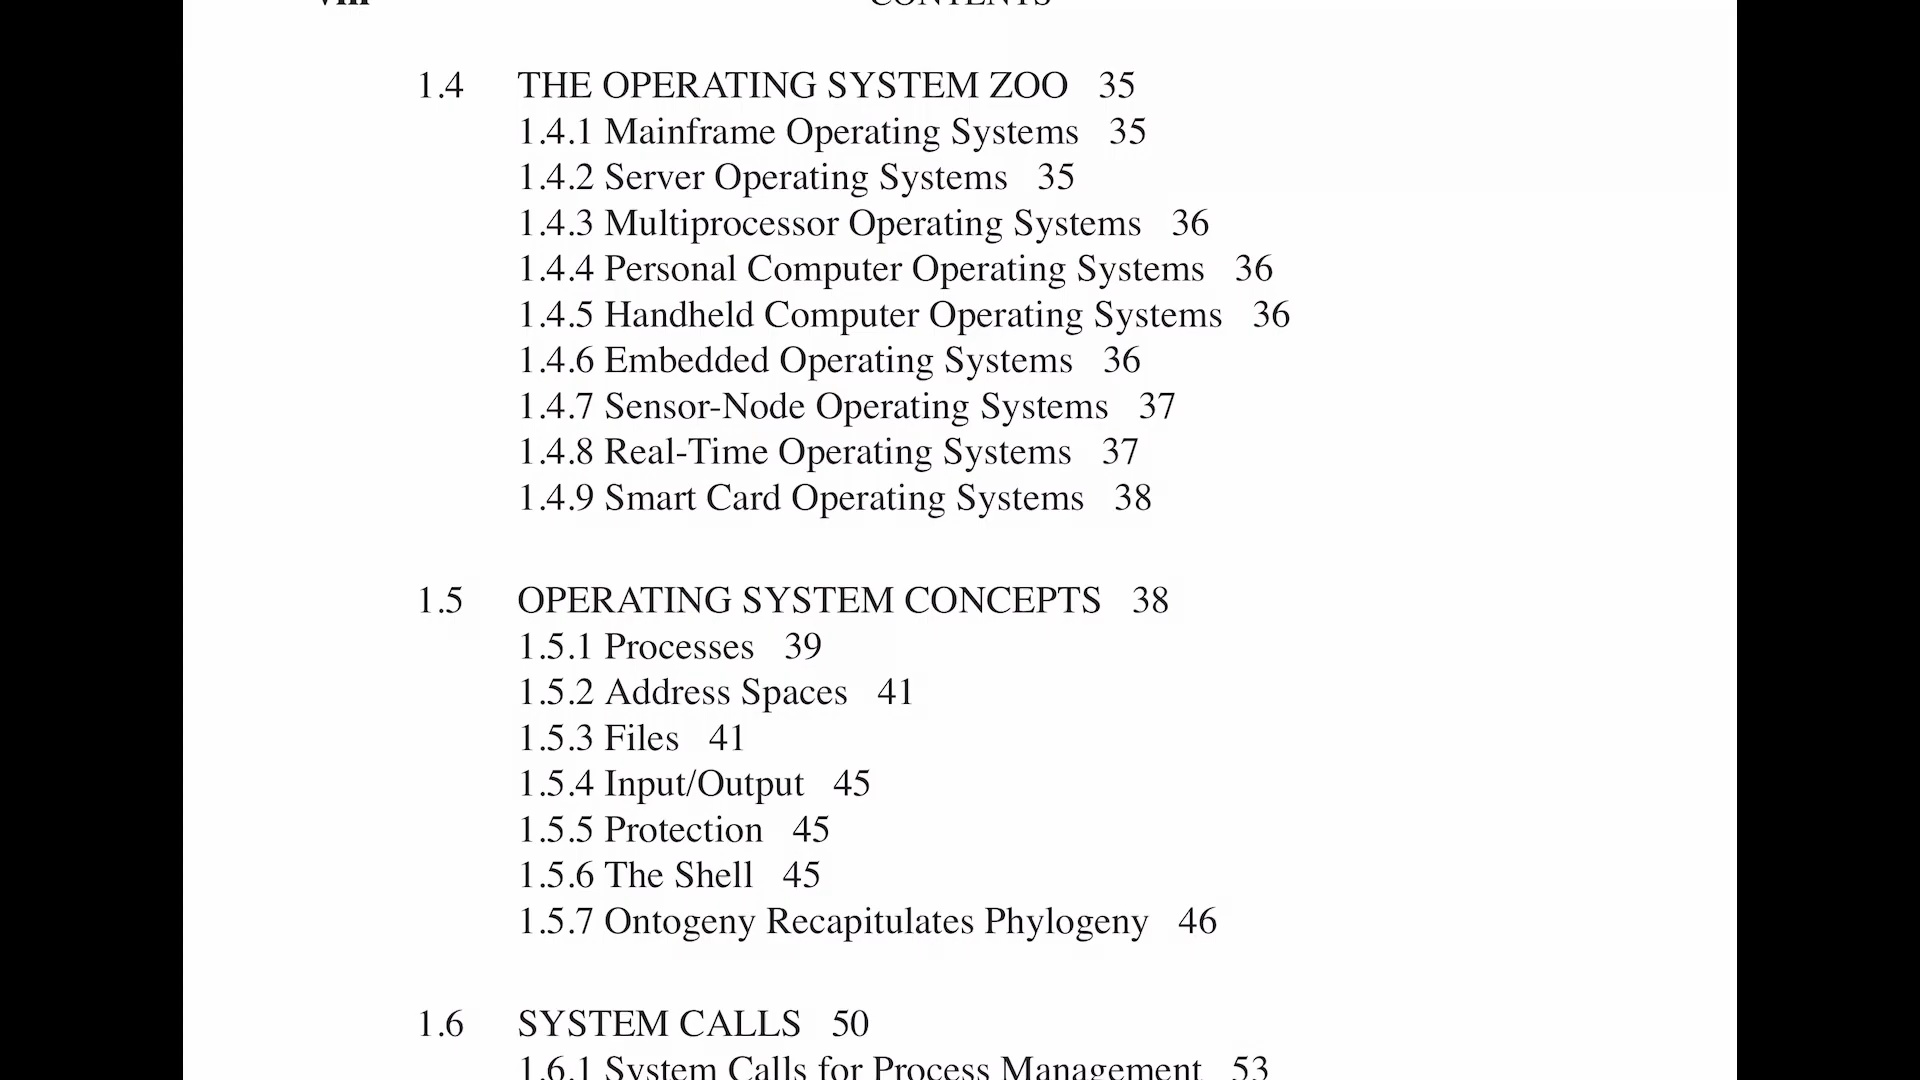 viii CONTENTS
1.4 THE OPERATING SYSTEM ZOO 35
1.4.1 Mainframe Operating Systems 35
1.4.2 Server Operating Systems 35
1.4.3 Multiprocessor Operating Systems 36
1.4.4 Personal Computer Operating Systems 36
1.4.5 Handheld Computer Operating Systems 36
1.4.6 Embedded Operating Systems 36
1.4.7 Sensor-Node Operating Systems 37
1.4.8 Real-Time Operating Systems 37
1.4.9 Smart Card Operating Systems 38
1.5 OPERATING SYSTEM CONCEPTS 38
1.5.1 Processes 39
1.5.2 Address Spaces 41
1.5.3 Files 41
1.5.4 Input/Output 45
1.5.5 Protection 45
1.5.6 The Shell 45
1.5.7 Ontogeny Recapitulates Phylogeny 46
1.6 SYSTEM CALLS 50
1.6.1 System Calls for Process Management 53